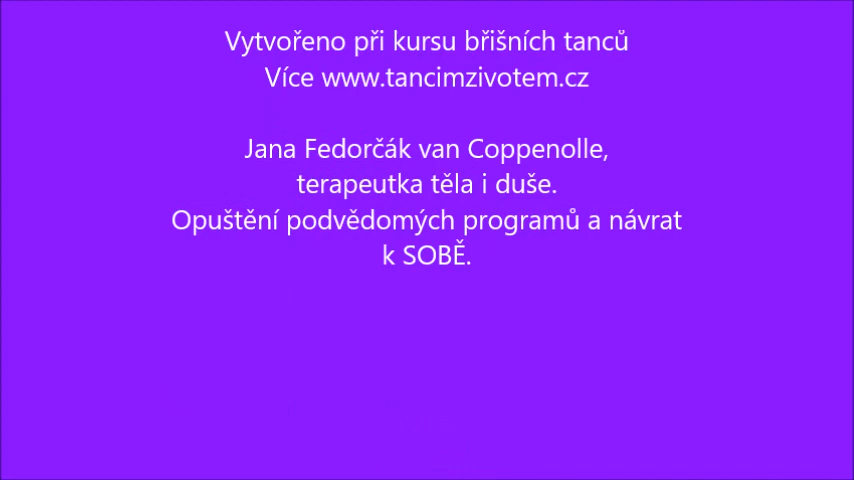 Vytvořeno při kursu břišních tanců
Více www.tancimzivotem.cz
Jana Fedorčák van Coppenolle,
terapeutka těla i duše.
Opuštění podvědomých programů a návrat
k SOBĚ.